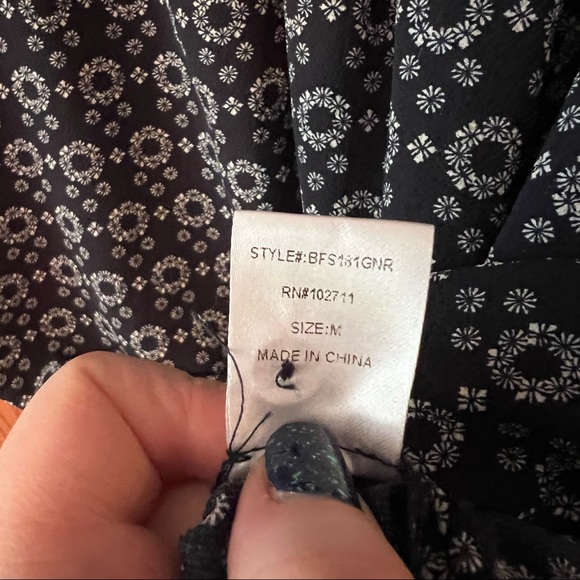 STYLE#:BFS181GNR
RN#102711
SIZE:M
MADE IN CHINA